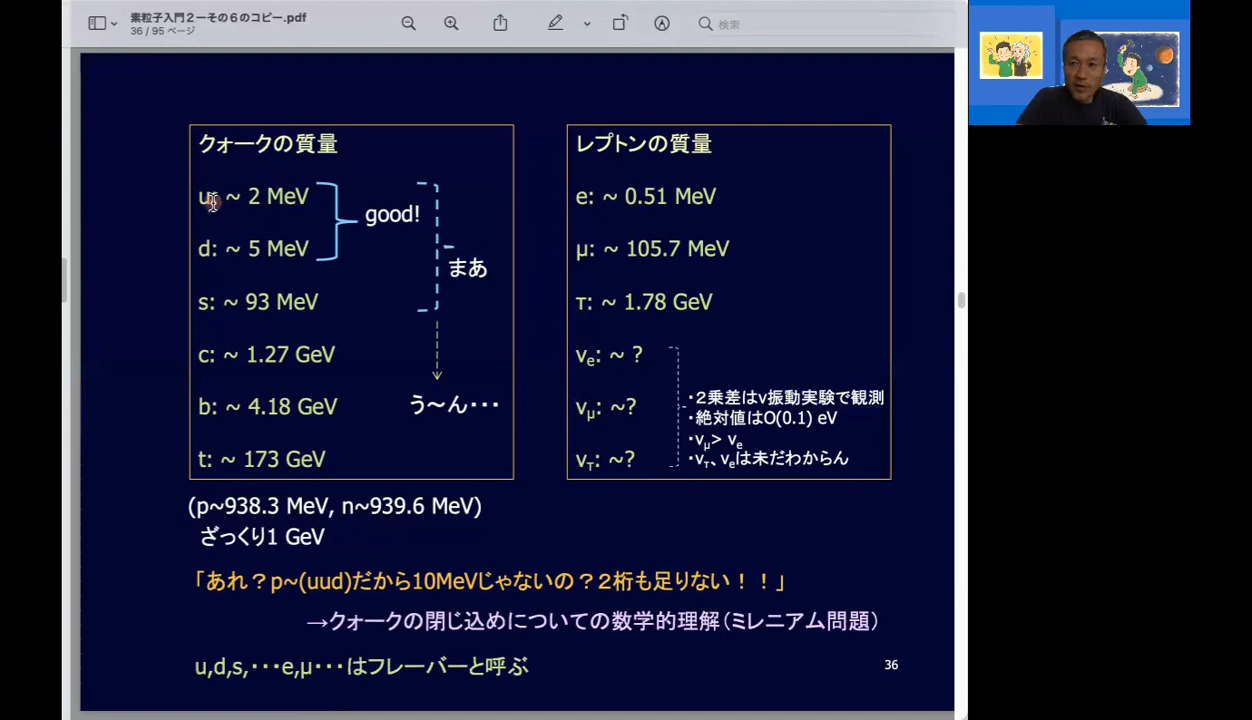 素粒子入門２ーその６のコピー.pdf
36 / 95 ページ
検索
クォークの質量
u: ~ 2 MeV
d: ~ 5 MeV
good!
まあ
s: ~ 93 MeV
c: ~ 1.27 GeV
b: ~ 4.18 GeV
う～ん・・・
t: ~ 173 GeV
レプトンの質量
e: ~ 0.51 MeV
μ: ~ 105.7 MeV
τ: ~ 1.78 GeV
νe: ~ ?
νμ: ~?
ντ: ~?
・２乗差はν振動実験で観測
・絶対値はO(0.1) eV
・νμ> νe
・ντ、νeは未だわからん
(p~938.3 MeV, n~939.6 MeV)
ざっくり1 GeV
「あれ？p~(uud)だから10MeVじゃないの？２桁も足りない！！」
→クォークの閉じ込めについての数学的理解（ミレニアム問題）
u,d,s,・・・e,μ・・・はフレーバーと呼ぶ
36